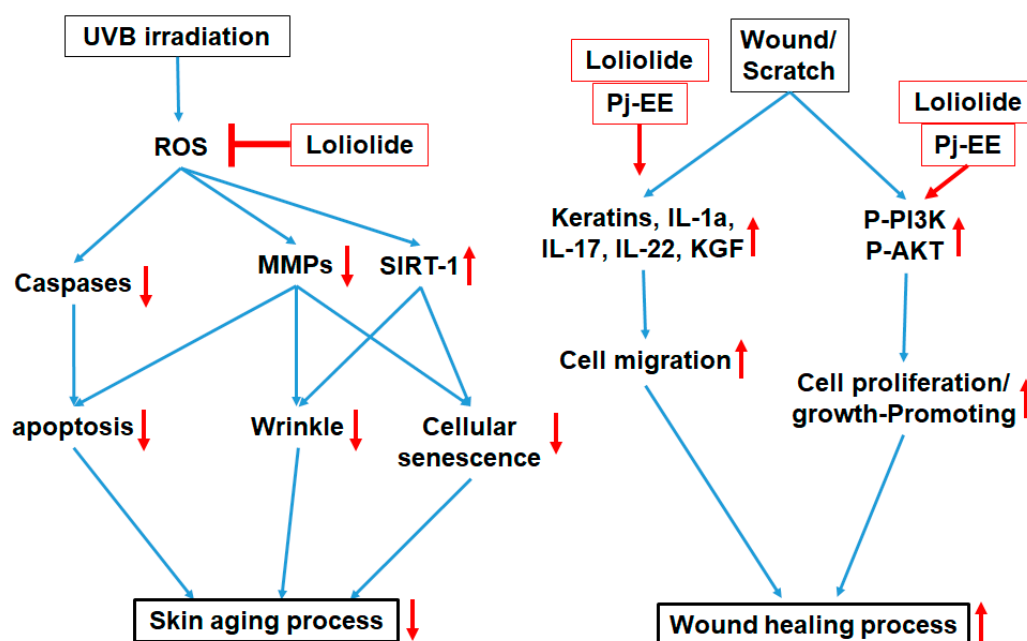 UVB irradiation
ROS
Loliolide
Caspases
MMPs
SIRT-1
apoptosis
Wrinkle
Cellular
senescence
Skin aging process
Wound/
Scratch
Loliolide
Pj-EE
Loliolide
Pj-EE
Keratins, IL-1a,
IL-17, IL-22, KGF
P-PI3K
P-AKT
Cell migration
Cell proliferation/
growth-Promoting
Wound healing process